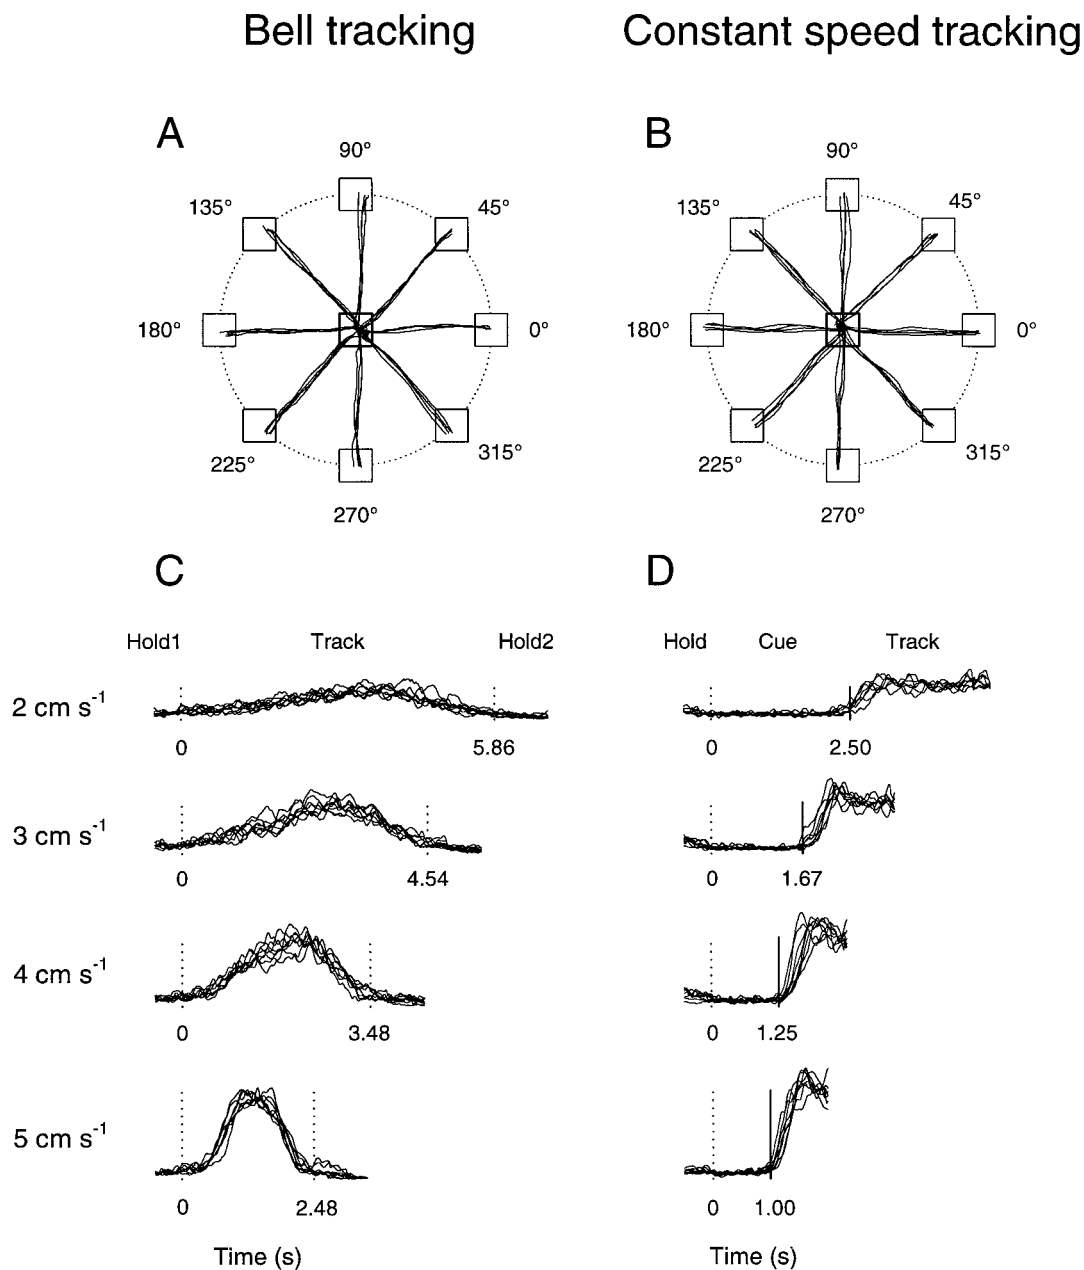 Bell tracking
Constant speed tracking
A
B
90°
90°
135°
45°
135°
45°
180°
0°
180°
0°
225°
315°
225°
315°
270°
270°
C
D
Hold1 Track Hold2
Hold Cue Track
2 cm s-1
0 5.86
0 2.50
3 cm s-1
0 4.54
0 1.67
4 cm s-1
0 3.48
0 1.25
5 cm s-1
0 2.48
0 1.00
Time (s)
Time (s)